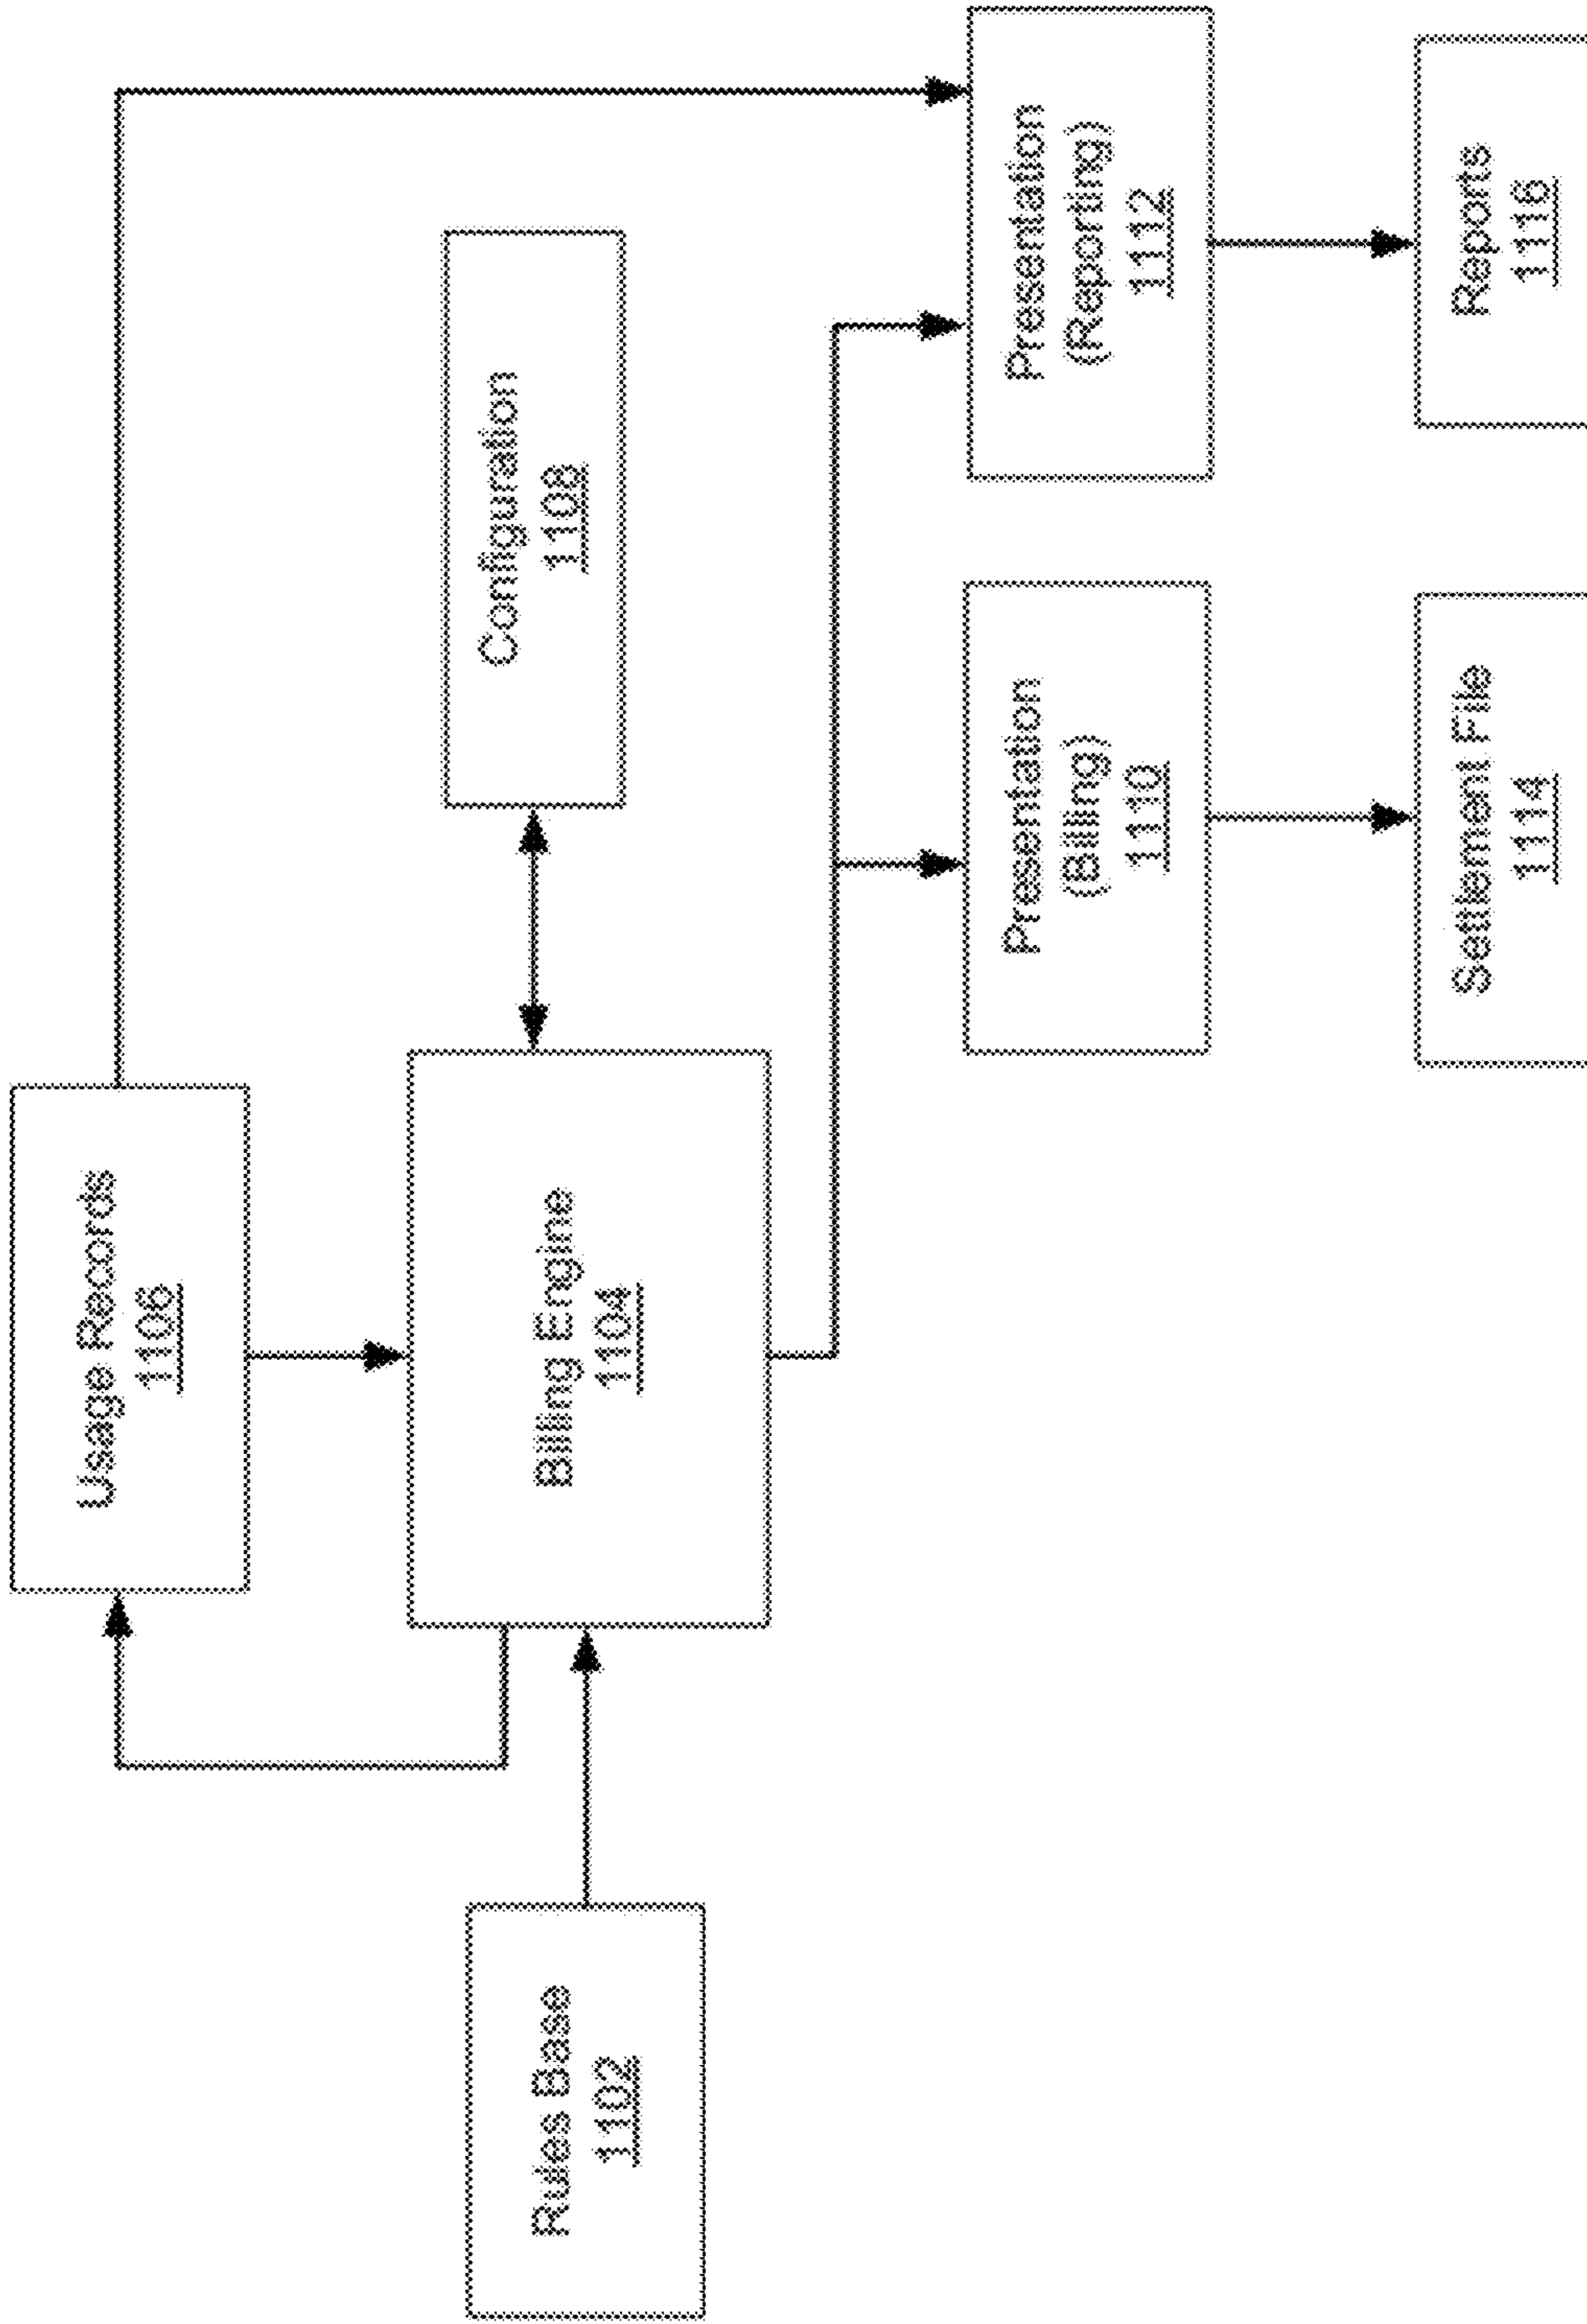 Usage Records
1106
Billing Engine
1104
Rules Base
1102
Configuration
1108
Presentation
(Billing)
1110
Presentation
(Reporting)
1112
Settlement File
1114
Reports
1116